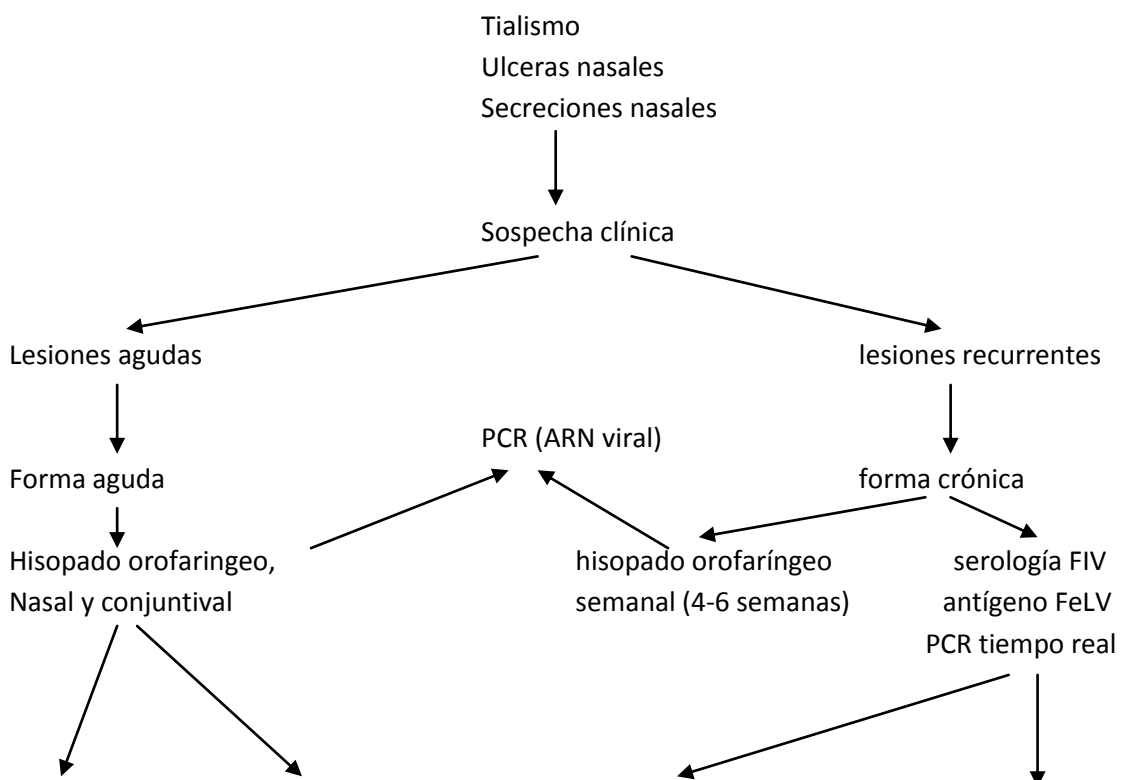 Tialismo
Ulceras nasales
Secreciones nasales
Sospecha clínica
Lesiones agudas
lesiones recurrentes
PCR (ARN viral)
Forma aguda
forma crónica
Hisopado orofaringeo,
Nasal y conjuntival
hisopado orofaríngeo
semanal (4-6 semanas)
serología FIV
antígeno FeLV
PCR tiempo real